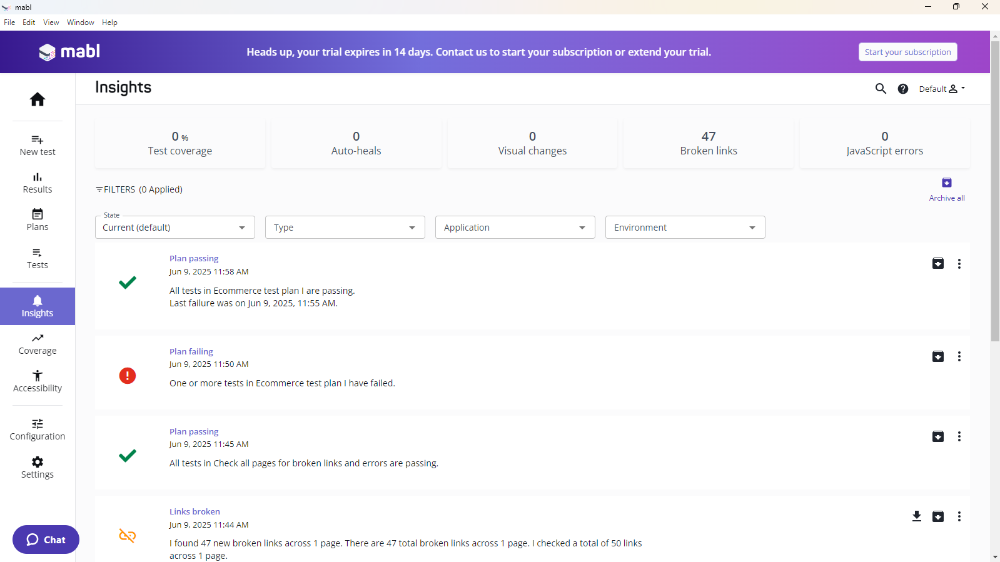 mabl
File Edit View Window Help
mabl
Heads up, your trial expires in 14 days. Contact us to start your subscription or extend your trial.
Start your subscription
Insights
Default
New test
Results
Plans
Tests
Insights
Coverage
Accessibility
Configuration
Settings
Chat
0 %
Test coverage
0
Auto-heals
0
Visual changes
47
Broken links
0
JavaScript errors
FILTERS (0 Applied)
Archive all
State
Current (default)
Type
Application
Environment
Plan passing
Jun 9, 2025 11:58 AM
All tests in Ecommerce test plan I are passing.
Last failure was on Jun 9, 2025, 11:55 AM.
Plan failing
Jun 9, 2025 11:50 AM
One or more tests in Ecommerce test plan I have failed.
Plan passing
Jun 9, 2025 11:45 AM
All tests in Check all pages for broken links and errors are passing.
Links broken
Jun 9, 2025 11:44 AM
I found 47 new broken links across 1 page. There are 47 total broken links across 1 page. I checked a total of 50 links
across 1 page.